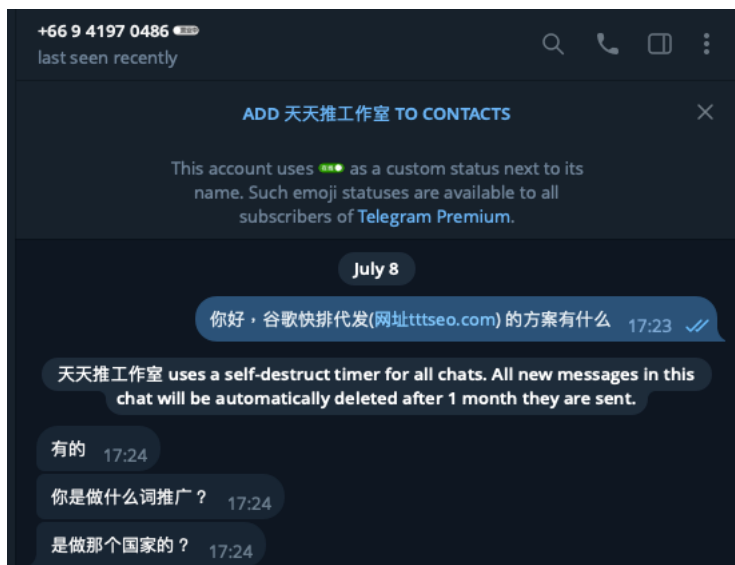 +66 9 4197 0486
last seen recently
ADD 天天推工作室 TO CONTACTS
This account uses as a custom status next to its
name. Such emoji statuses are available to all
subscribers of Telegram Premium.
July 8
你好，谷歌快排代发(网址tttseo.com) 的方案有什么 17:23
天天推工作室 uses a self-destruct timer for all chats. All new messages in this
chat will be automatically deleted after 1 month they are sent.
有的 17:24
你是做什么词推广？ 17:24
是做那个国家的？ 17:24